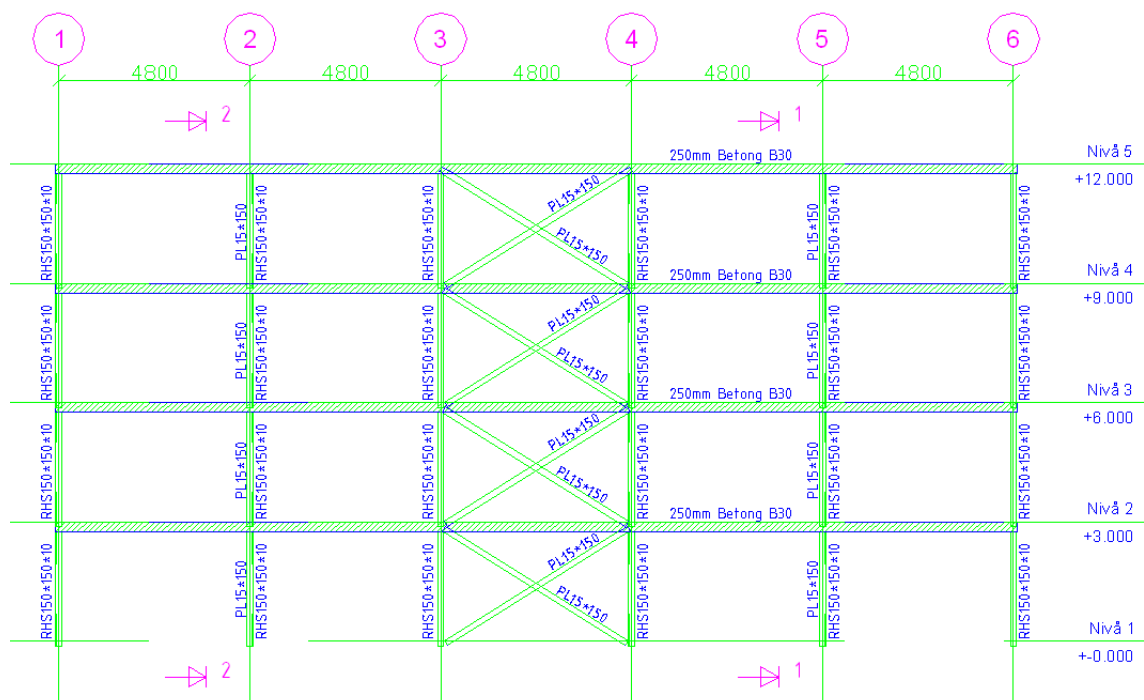 1 2 3 4 5 6
4800 4800 4800 4800 4800
2 1
250mm Betong B30 Nivå 5
+12.000
RHS150*150*10 PL15*150 RHS150*150*10 RHS150*150*10 PL15*150 PL15*150 RHS150*150*10 PL15*150 RHS150*150*10 RHS150*150*10
250mm Betong B30 Nivå 4
+9.000
RHS150*150*10 PL15*150 RHS150*150*10 RHS150*150*10 PL15*150 PL15*150 RHS150*150*10 PL15*150 RHS150*150*10 RHS150*150*10
250mm Betong B30 Nivå 3
+6.000
RHS150*150*10 PL15*150 RHS150*150*10 RHS150*150*10 PL15*150 PL15*150 RHS150*150*10 PL15*150 RHS150*150*10 RHS150*150*10
250mm Betong B30 Nivå 2
+3.000
RHS150*150*10 PL15*150 RHS150*150*10 RHS150*150*10 PL15*150 PL15*150 RHS150*150*10 PL15*150 RHS150*150*10 RHS150*150*10
Nivå 1
+-0.000
2 1